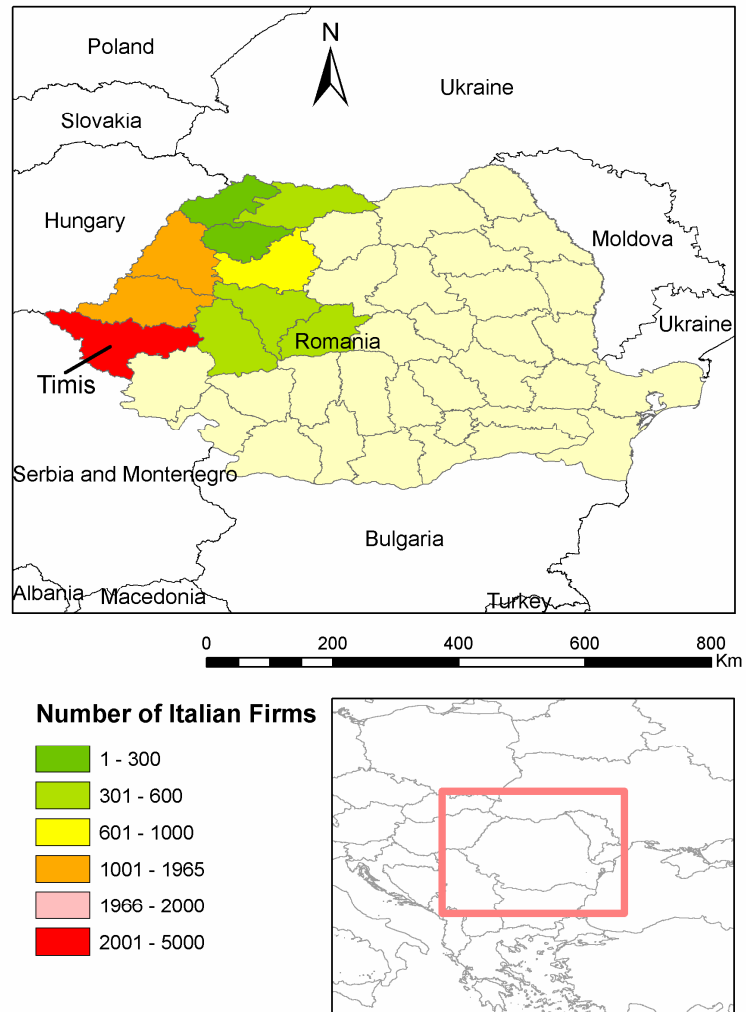 N
Poland
Ukraine
Slovakia
Hungary
Moldova
Ukraine
Romania
Timis
Serbia and Montenegro
Bulgaria
Albania
Macedonia
Turkey
0 200 400 600 800
Km
Number of Italian Firms
1 - 300
301 - 600
601 - 1000
1001 - 1965
1966 - 2000
2001 - 5000